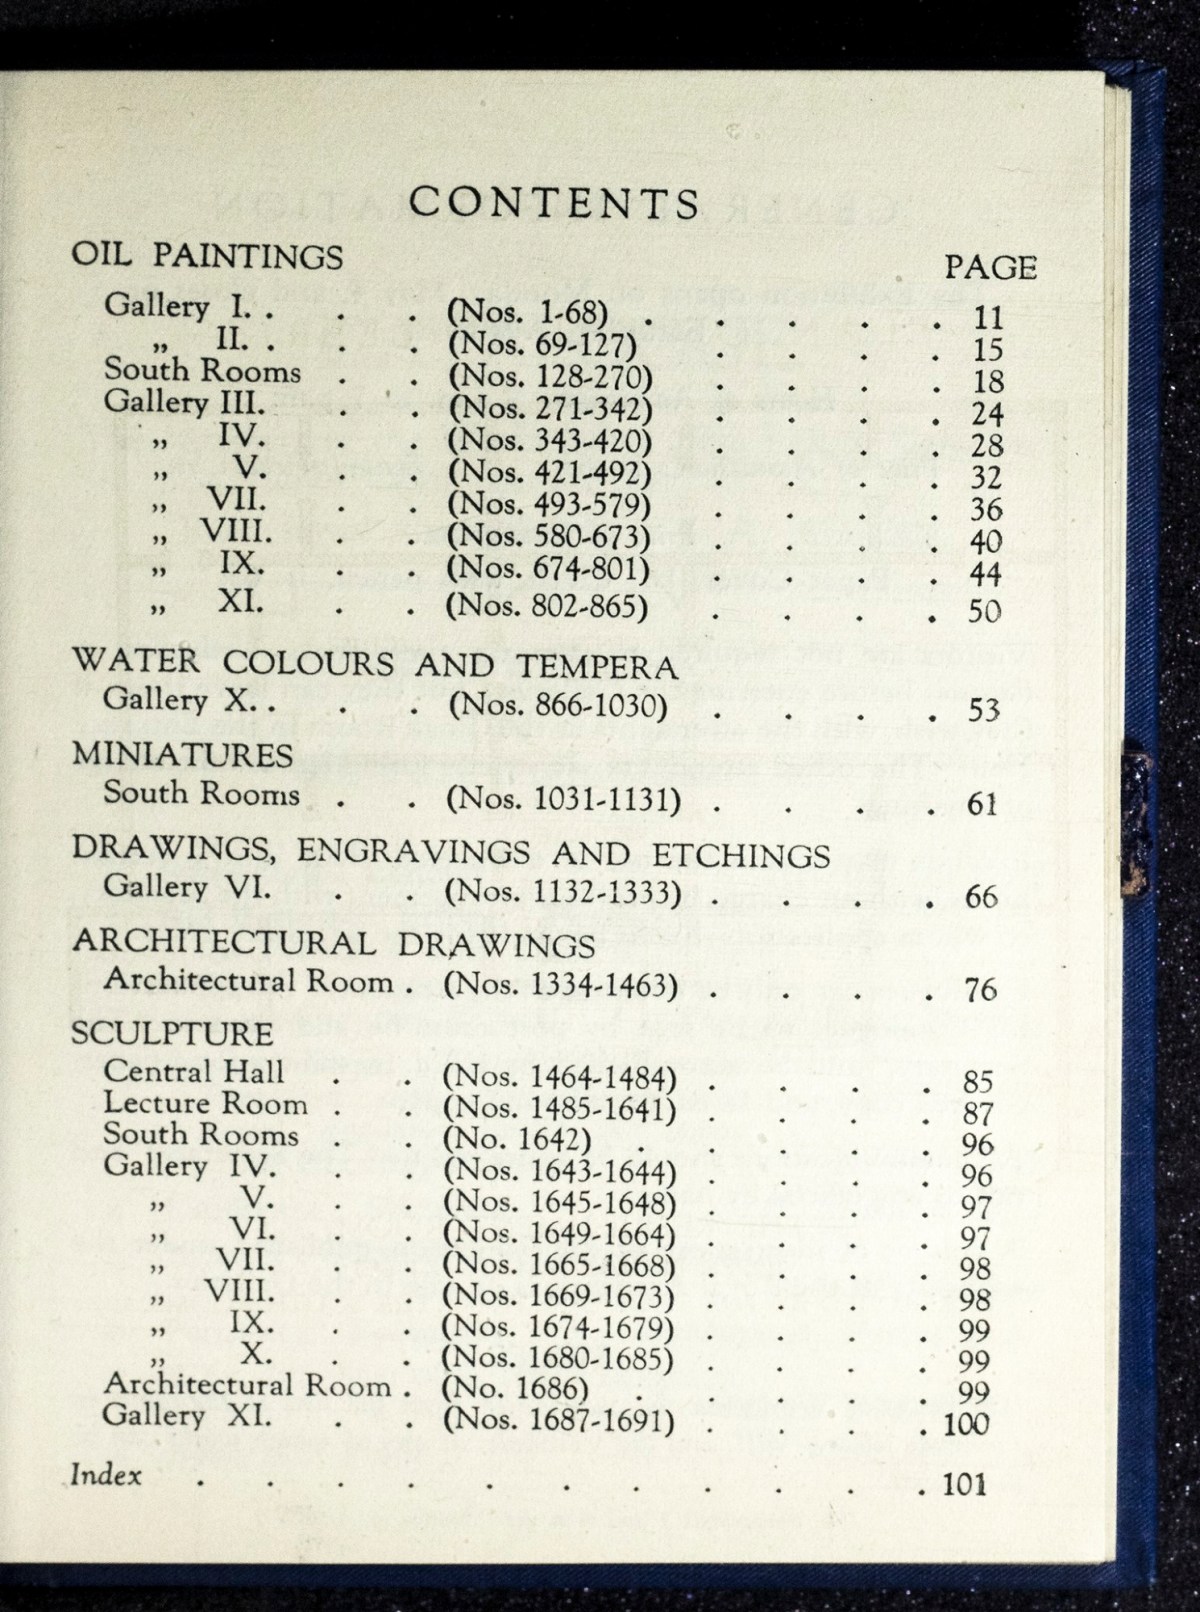 CONTENTS
OIL PAINTINGS PAGE
Gallery I. . . . (Nos. 1-68) . . . . . 11
„ II. . . . (Nos. 69-127) . . . . 15
South Rooms . . (Nos. 128-270) . . . . 18
Gallery III. . . (Nos. 271-342) . . . . 24
„ IV. . . (Nos. 343-420) . . . . 28
„ V. . . (Nos. 421-492) . . . . 32
„ VII. . . (Nos. 493-579) . . . . 36
„ VIII. . . (Nos. 580-673) . . . . 40
„ IX. . . (Nos. 674-801) . . . . 44
„ XI. . . (Nos. 802-865) . . . . 50
WATER COLOURS AND TEMPERA
Gallery X. . . . (Nos. 866-1030) . . . . 53
MINIATURES
South Rooms . . (Nos. 1031-1131) . . . . 61
DRAWINGS, ENGRAVINGS AND ETCHINGS
Gallery VI. . . (Nos. 1132-1333) . . . . 66
ARCHITECTURAL DRAWINGS
Architectural Room . (Nos. 1334-1463) . . . . 76
SCULPTURE
Central Hall . . (Nos. 1464-1484) . . . . 85
Lecture Room . . (Nos. 1485-1641) . . . . 87
South Rooms . . (No. 1642) . . . . . 96
Gallery IV. . . (Nos. 1643-1644) . . . . 96
„ V. . . (Nos. 1645-1648) . . . . 97
„ VI. . . (Nos. 1649-1664) . . . . 97
„ VII. . . (Nos. 1665-1668) . . . . 98
„ VIII. . . (Nos. 1669-1673) . . . . 98
„ IX. . . (Nos. 1674-1679) . . . . 99
„ X. . . (Nos. 1680-1685) . . . . 99
Architectural Room . (No. 1686) . . . . . 99
Gallery XI. . . (Nos. 1687-1691) . . . . 100
Index . . . . . . . . . . . 101